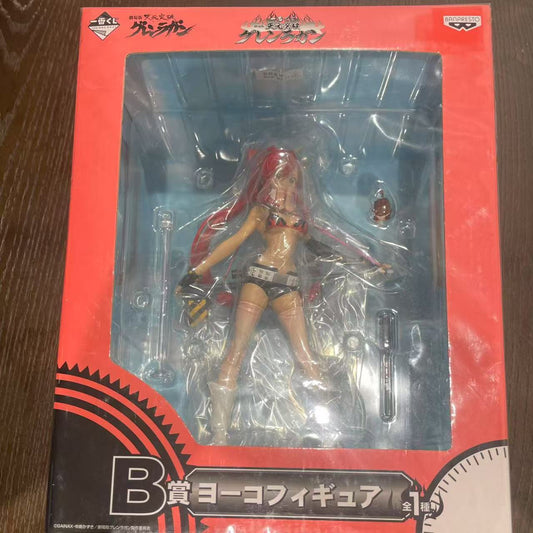 一番くじ
劇場版 天元突破
グレンラガン
劇場版 天元突破
グレンラガン
BANPRESTO
B賞 ヨーコフィギュア 全1種
©GAINAX・中島かずき/劇場版グレンラガン製作委員会